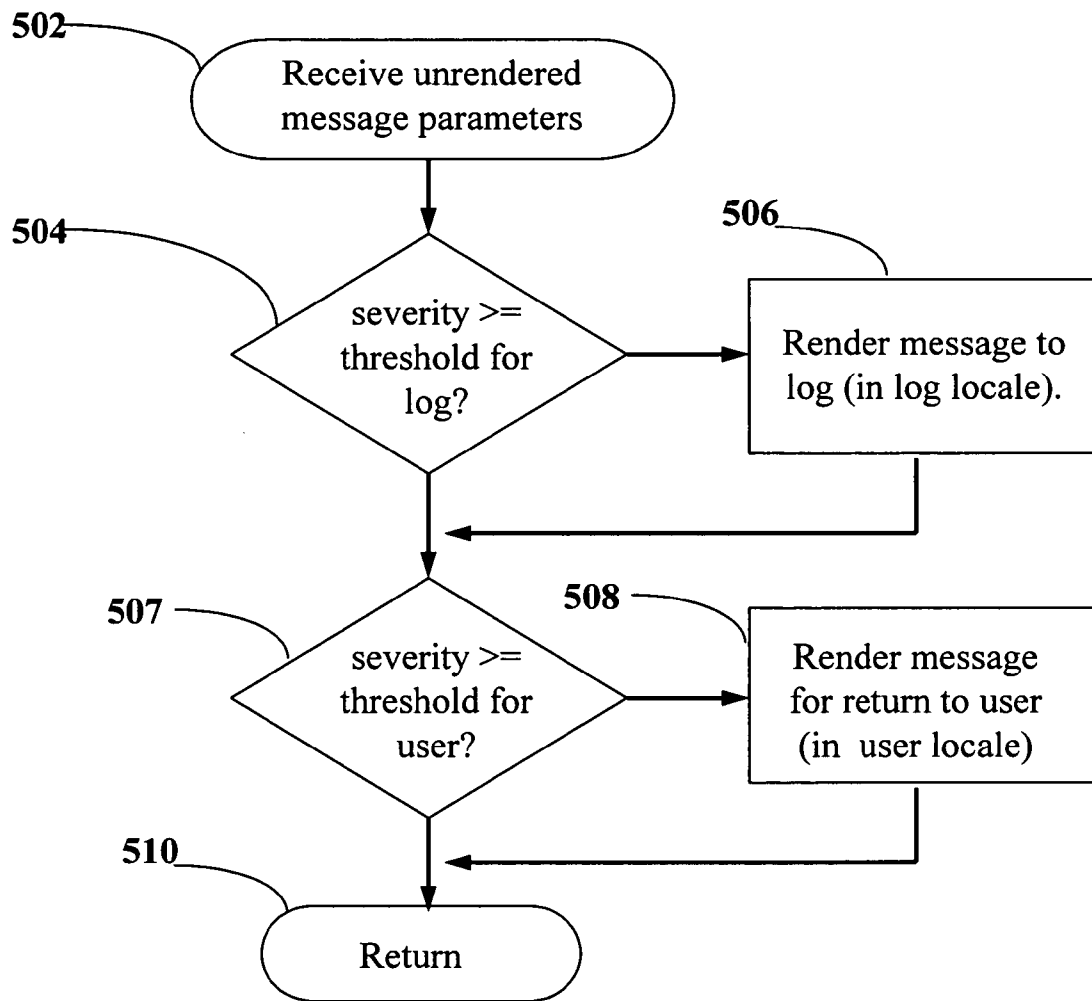 502
Receive unrendered
message parameters
504
severity >=
threshold for
log?
506
Render message to
log (in log locale).
507
severity >=
threshold for
user?
508
Render message
for return to user
(in user locale)
510
Return